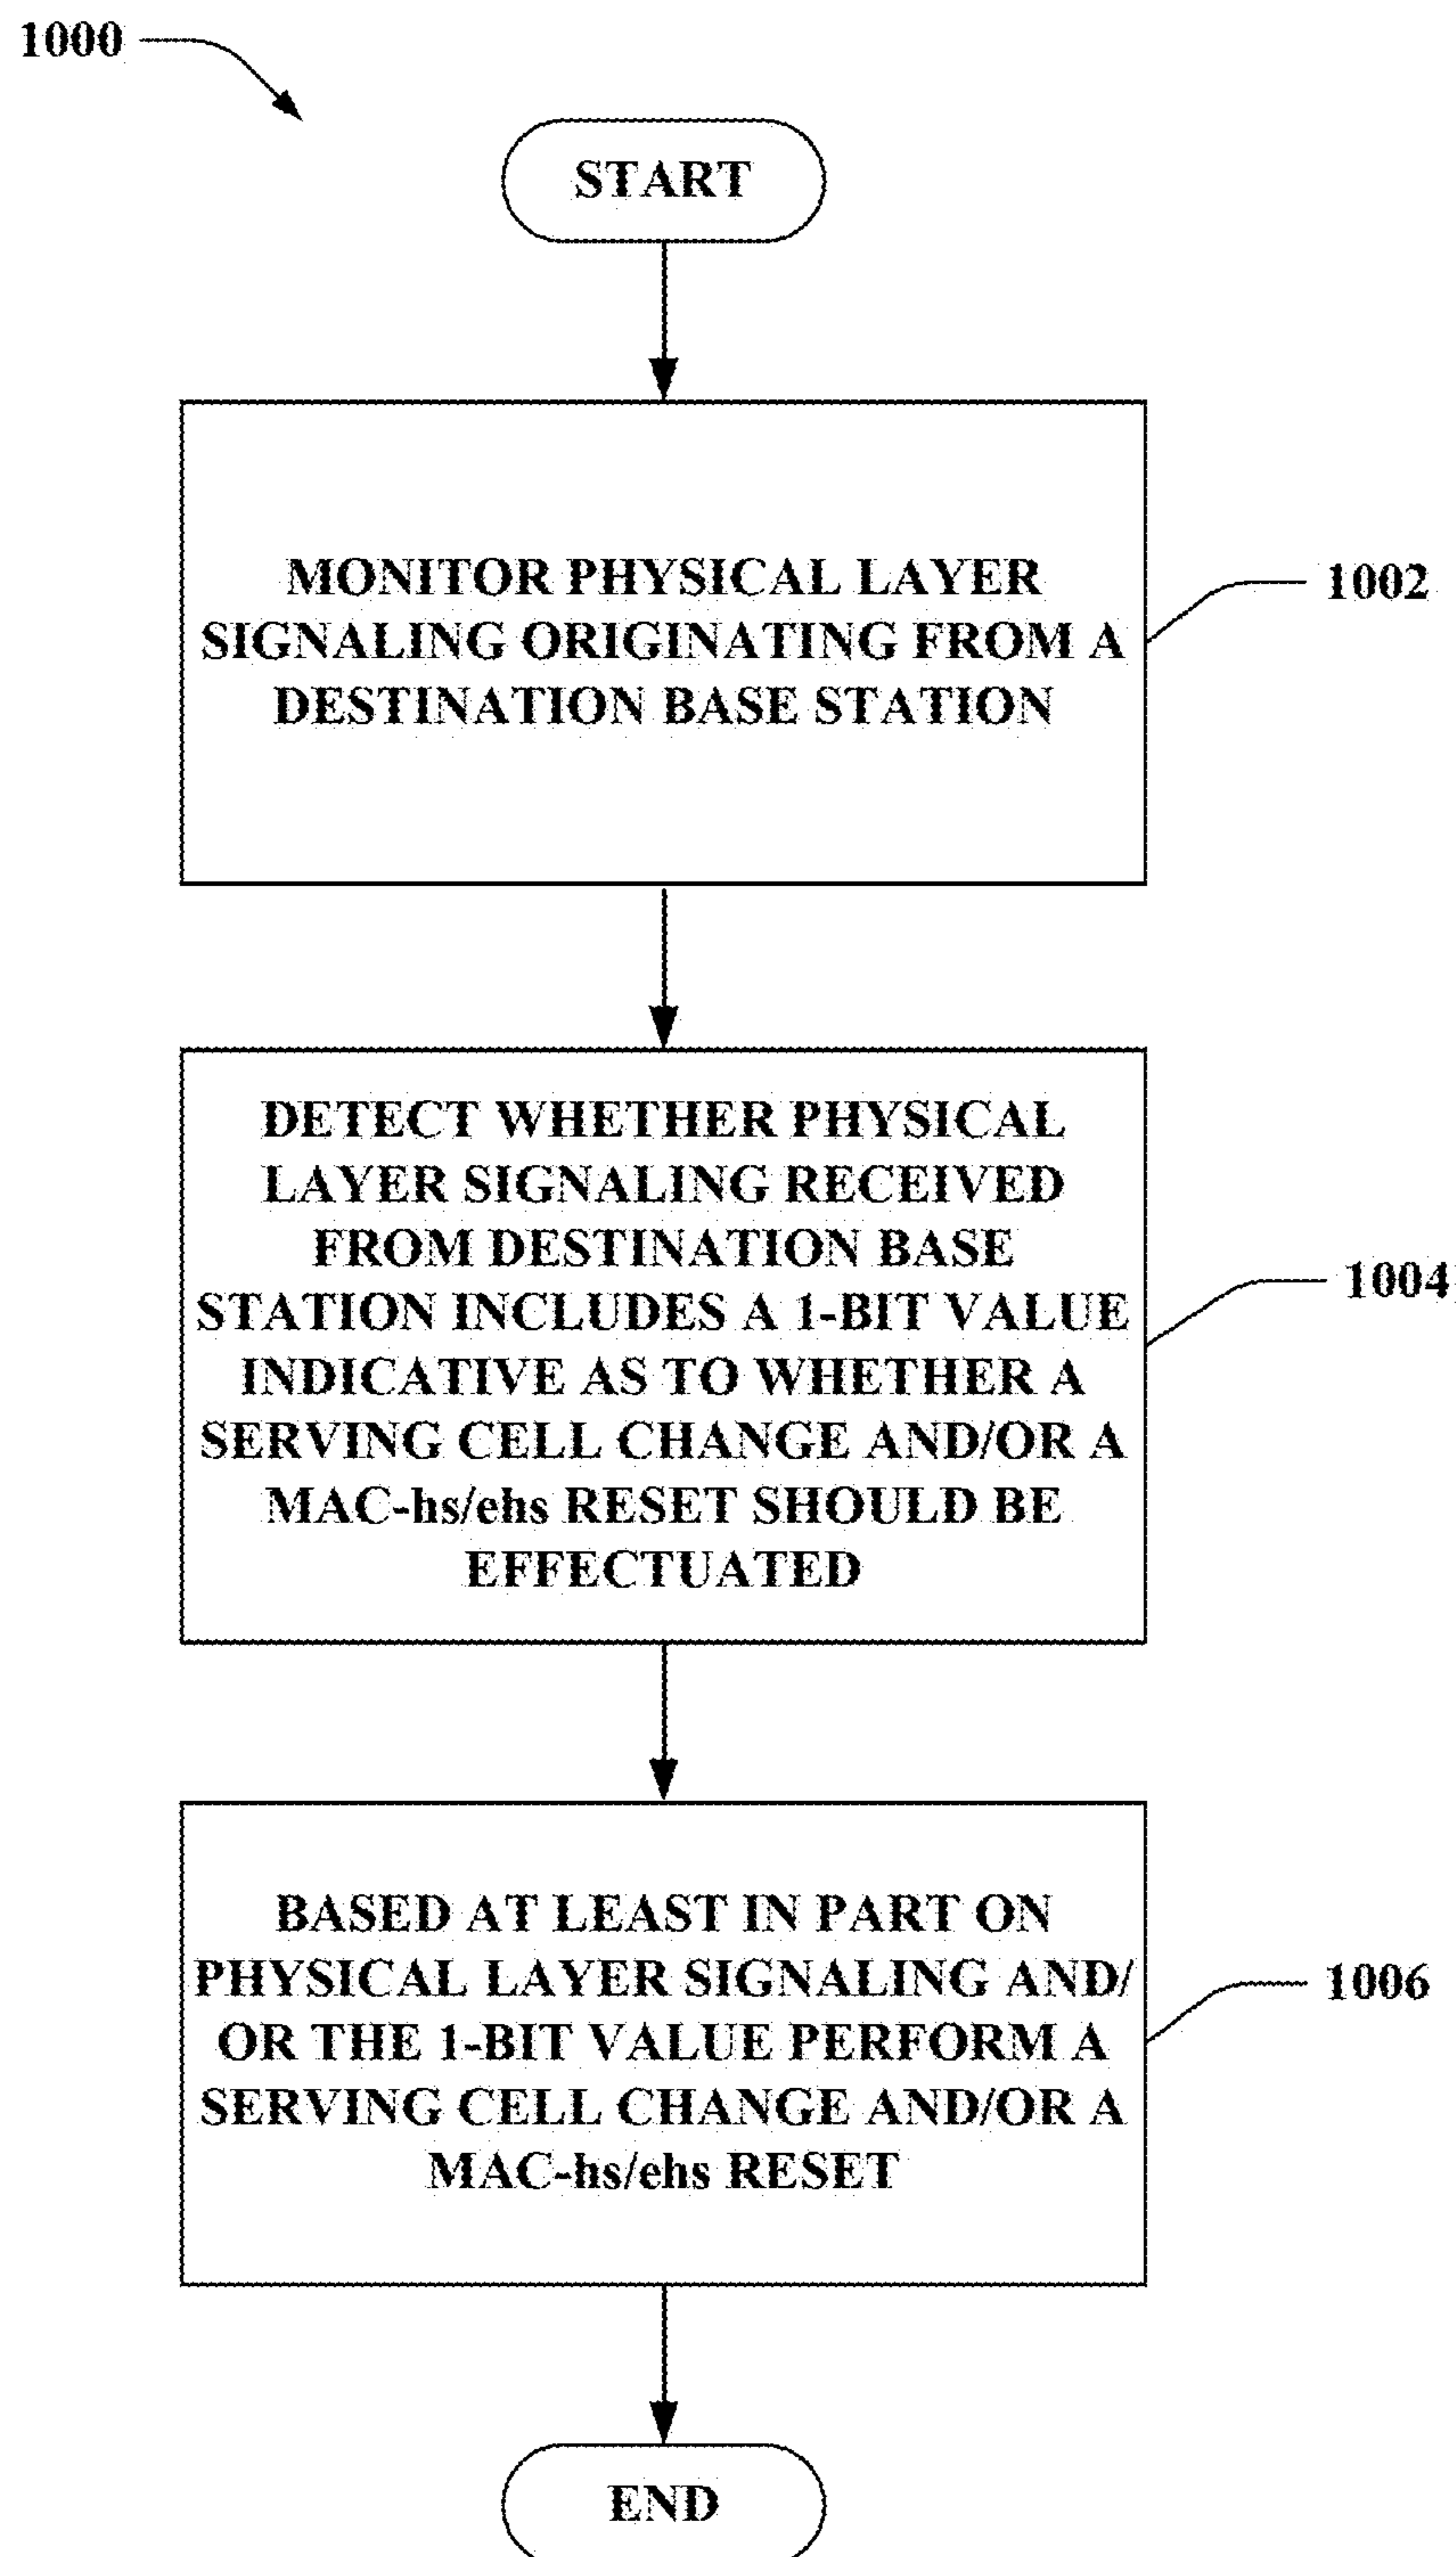 1000
START
MONITOR PHYSICAL LAYER
SIGNALING ORIGINATING FROM A
DESTINATION BASE STATION
1002
DETECT WHETHER PHYSICAL
LAYER SIGNALING RECEIVED
FROM DESTINATION BASE
STATION INCLUDES A 1-BIT VALUE
INDICATIVE AS TO WHETHER A
SERVING CELL CHANGE AND/OR A
MAC-hs/ehs RESET SHOULD BE
EFFECTUATED
1004
BASED AT LEAST IN PART ON
PHYSICAL LAYER SIGNALING AND/
OR THE 1-BIT VALUE PERFORM A
SERVING CELL CHANGE AND/OR A
MAC-hs/ehs RESET
1006
END